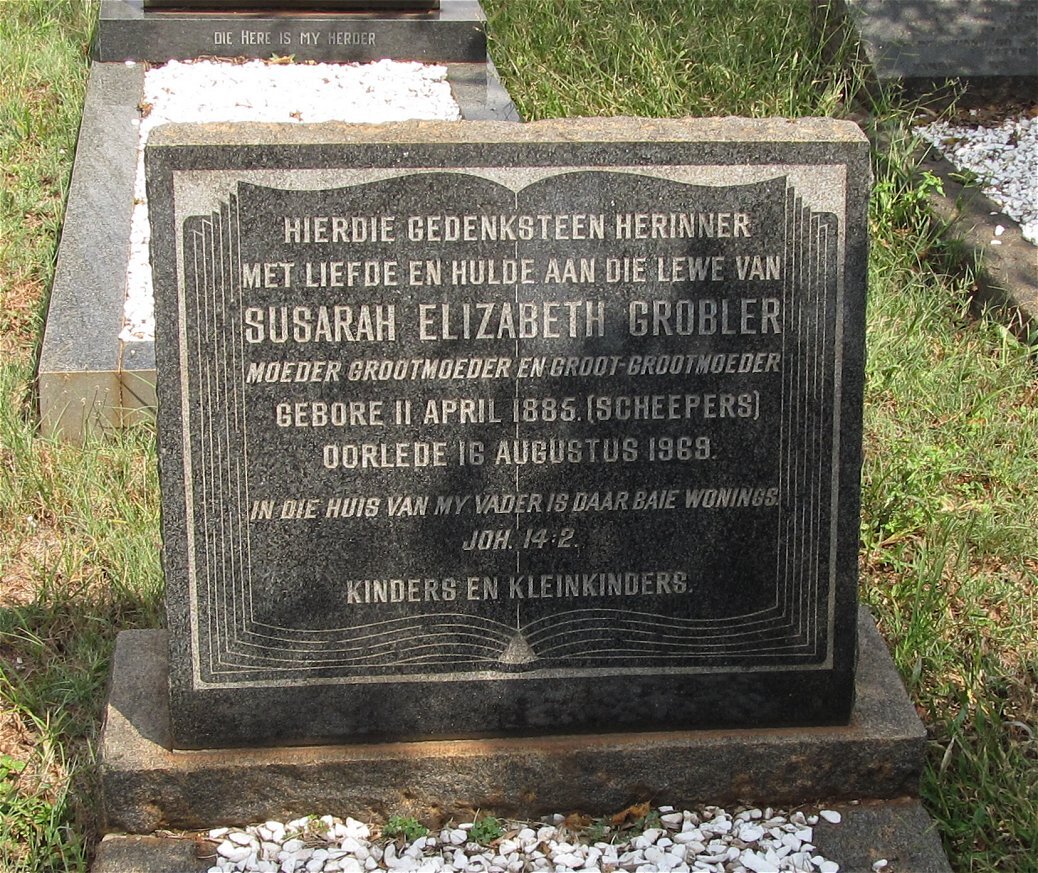 DIE HERE IS MY HERDER
HIERDIE GEDENKSTEEN HERINNER
MET LIEFDE EN HULDE AAN DIE LEWE VAN
SUSARAH ELIZABETH GROBLER
MOEDER GROOTMOEDER EN GROOT-GROOTMOEDER
GEBORE 11 APRIL 1885. (SCHEEPERS)
OORLEDE 16 AUGUSTUS 1969.
IN DIE HUIS VAN MY VADER IS DAAR BAIE WONINGS.
JOH. 14:2.
KINDERS EN KLEINKINDERS.